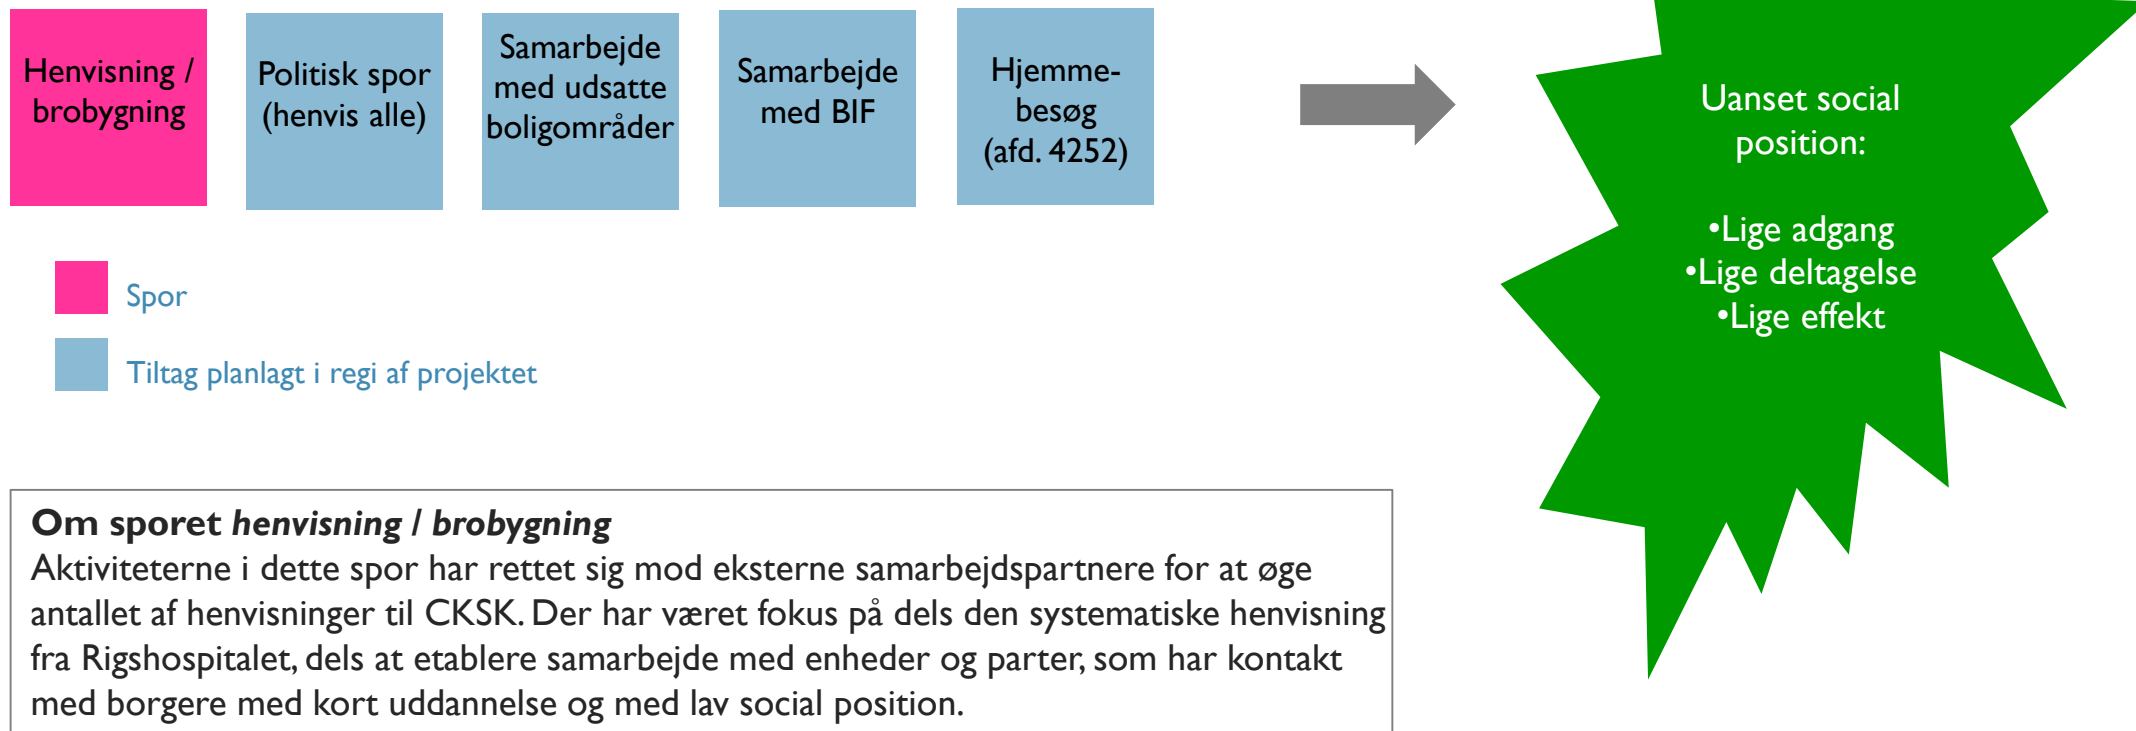 Henvisning /
brobygning
Politisk spor
(henvis alle)
Samarbejde
med udsatte
boligområder
Samarbejde
med BIF
Hjemme-
besøg
(afd. 4252)
Uanset social
position:
•Lige adgang
•Lige deltagelse
•Lige effekt
Spor
Tiltag planlagt i regi af projektet
Om sporet henvisning / brobygning
Aktiviteterne i dette spor har rettet sig mod eksterne samarbejdspartnere for at øge
antallet af henvisninger til CKSK. Der har været fokus på dels den systematiske henvisning
fra Rigshospitalet, dels at etablere samarbejde med enheder og parter, som har kontakt
med borgere med kort uddannelse og med lav social position.